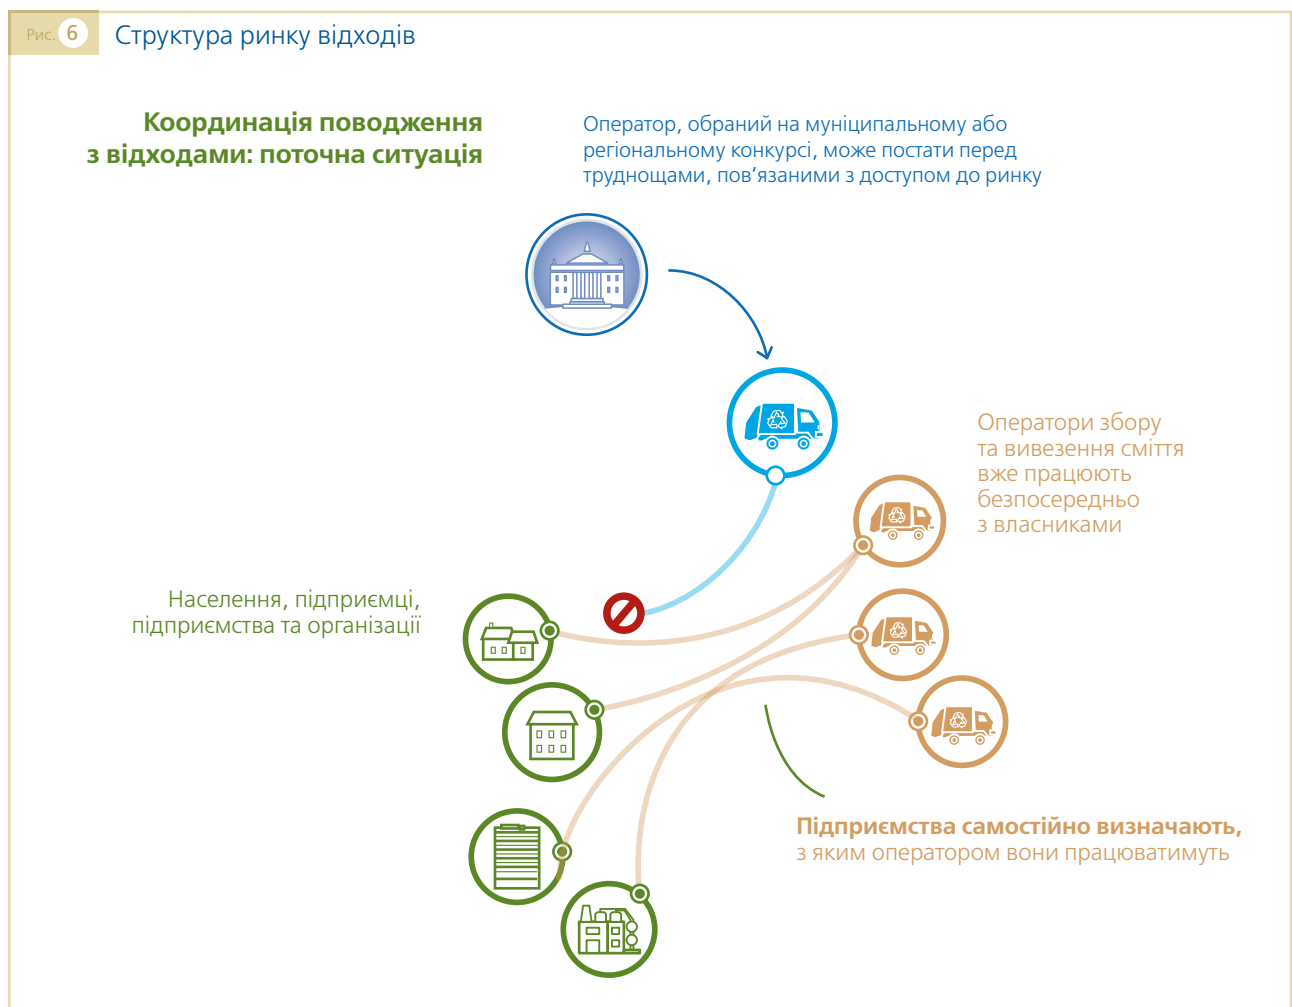 Рис. 6
Структура ринку відходів
Координація поводження
з відходами: поточна ситуація
Оператор, обраний на муніципальному або
регіональному конкурсі, може постати перед
труднощами, пов’язаними з доступом до ринку
Оператори збору
та вивезення сміття
вже працюють
безпосередньо
з власниками
Населення, підприємці,
підприємства та організації
Підприємства самостійно визначають,
з яким оператором вони працюватимуть